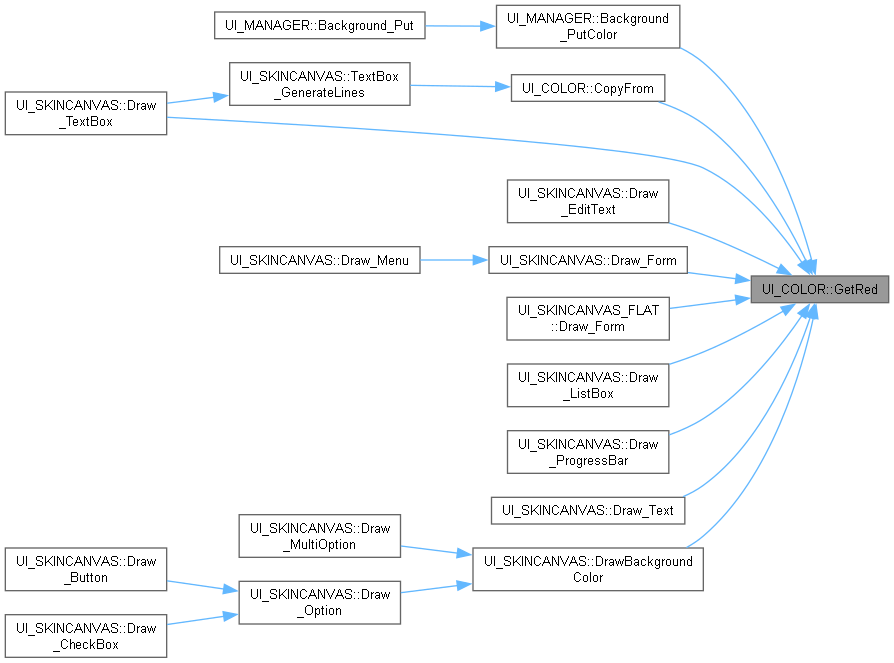 UI_MANAGER::Background_Put
UI_MANAGER::Background
_PutColor
UI_SKINCANVAS::TextBox
_GenerateLines
UI_COLOR::CopyFrom
UI_SKINCANVAS::Draw
_TextBox
UI_SKINCANVAS::Draw
_EditText
UI_SKINCANVAS::Draw_Menu
UI_SKINCANVAS::Draw_Form
UI_COLOR::GetRed
UI_SKINCANVAS_FLAT
::Draw_Form
UI_SKINCANVAS::Draw
_ListBox
UI_SKINCANVAS::Draw
_ProgressBar
UI_SKINCANVAS::Draw_Text
UI_SKINCANVAS::Draw
_MultiOption
UI_SKINCANVAS::DrawBackground
Color
UI_SKINCANVAS::Draw
_Button
UI_SKINCANVAS::Draw
_Option
UI_SKINCANVAS::Draw
_CheckBox